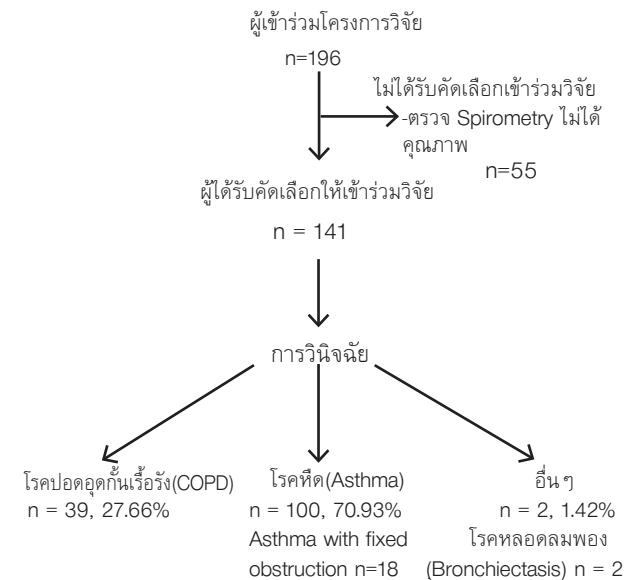 ผู้เข้าร่วมโครงการวิจัย
n=196
ไม่ได้รับคัดเลือกเข้าร่วมวิจัย
-ตรวจ Spirometry ไม่ได้
คุณภาพ
n=55
ผู้ได้รับคัดเลือกให้เข้าร่วมวิจัย
n = 141
การวินิจฉัย
โรคปอดอุดกั้นเรื้อรัง(COPD)
n = 39, 27.66%
โรคหืด(Asthma)
n = 100, 70.93%
Asthma with fixed
obstruction n=18
อื่น ๆ
n = 2, 1.42%
โรคหลอดลมพอง
(Bronchiectasis) n = 2